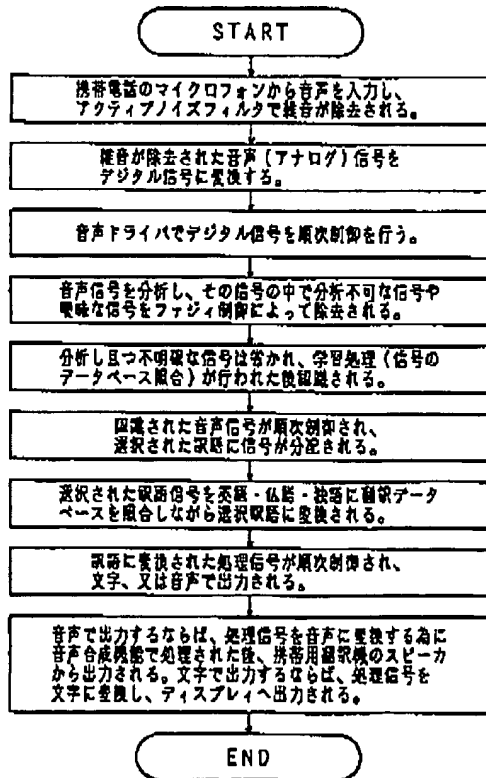 START
携帯電話のマイクロフォンから音声を入力し、
アクティブノイズフィルタで雑音が除去される。
雑音が除去された音声(アナログ)信号を
デジタル信号に変換する。
音声ドライバでデジタル信号を順次制御を行う。
音声信号を分析し、その信号の中で分析不可な信号や
曖昧な信号をファジィ制御によって除去される。
分析し且つ不明確な信号は省かれ、学習処理(信号の
データベース照合)が行われた後認識される。
認識された音声信号が順次制御され、
選択された訳語に信号が分配される。
選択された訳語信号を英語・仏語・独語に翻訳データ
ベースを照合しながら選択訳語に変換される。
訳語に変換された処理信号が順次制御され、
文字、又は音声で出力される。
音声で出力するならば、処理信号を音声に変換する為に
音声合成機能で処理された後、携帯用翻訳機のスピーカ
から出力される。文字で出力するならば、処理信号を
文字に変換し、ディスプレィへ出力される。
END